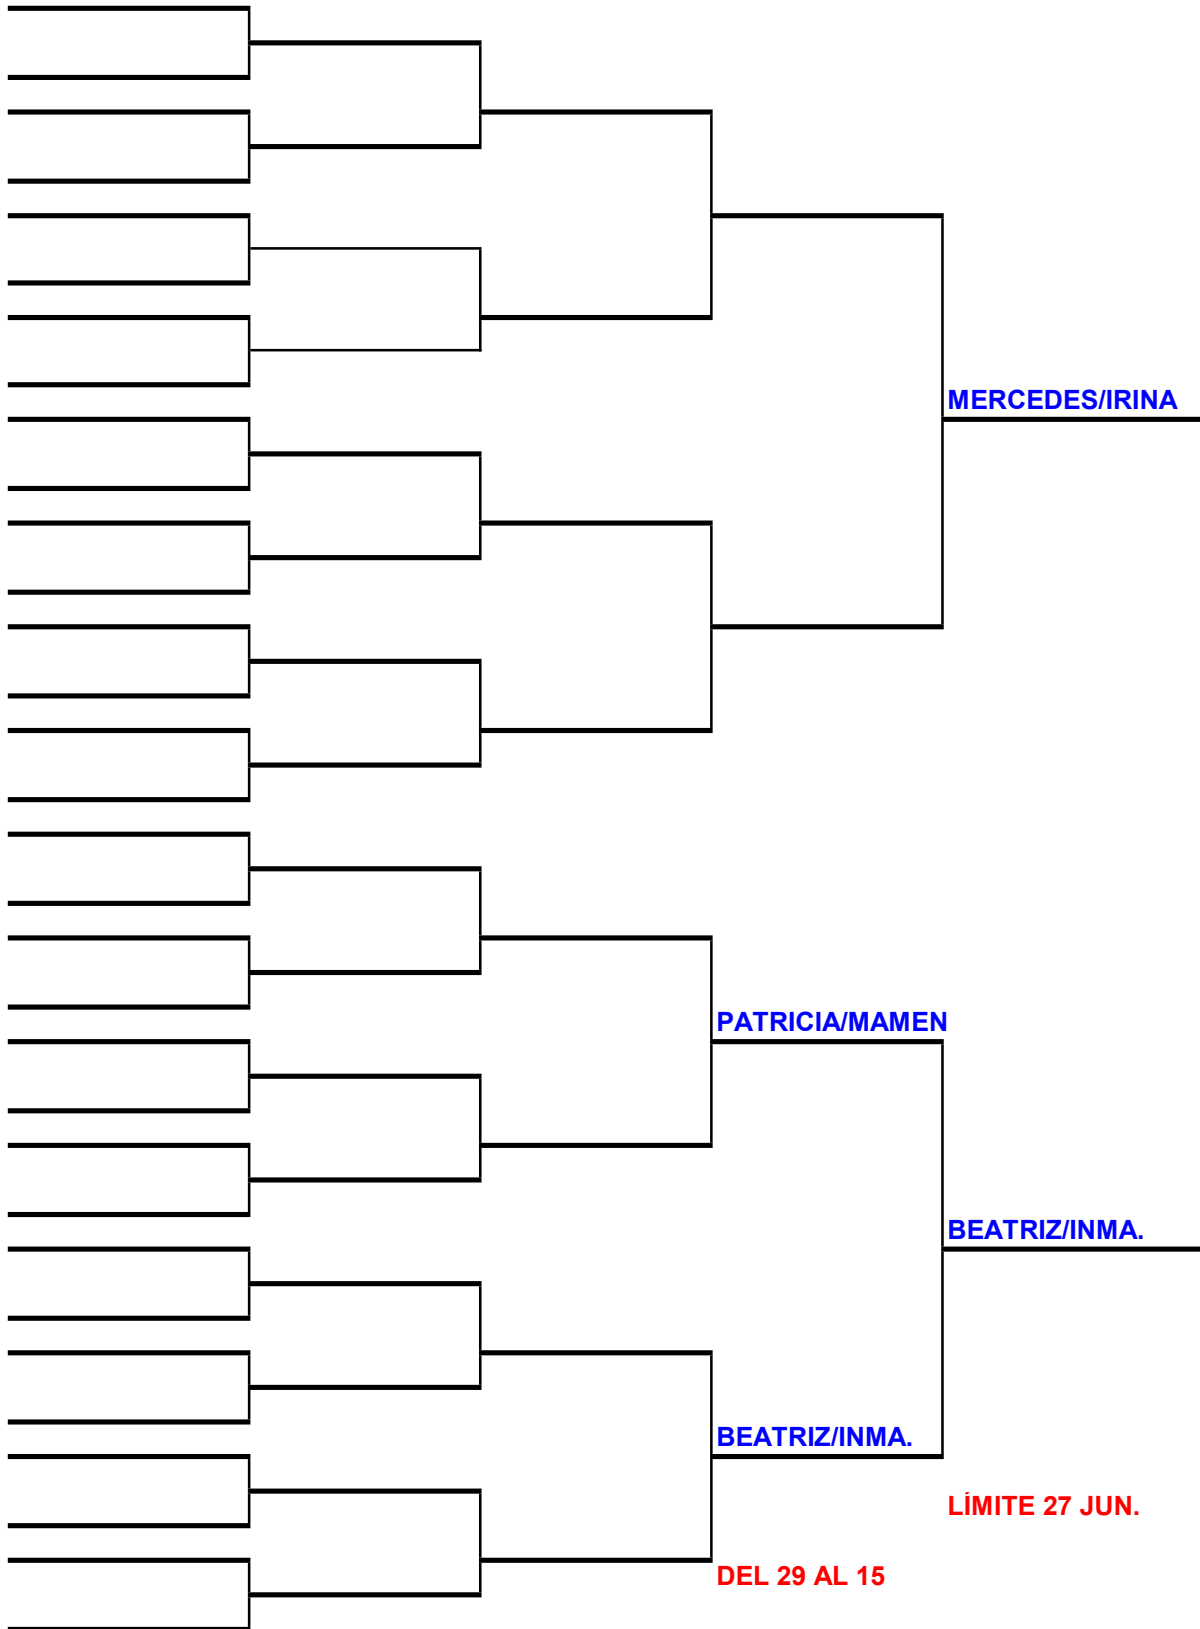 MERCEDES/IRINA
PATRICIA/MAMEN
BEATRIZ/INMA.
BEATRIZ/INMA.
LÍMITE 27 JUN.
DEL 29 AL 15